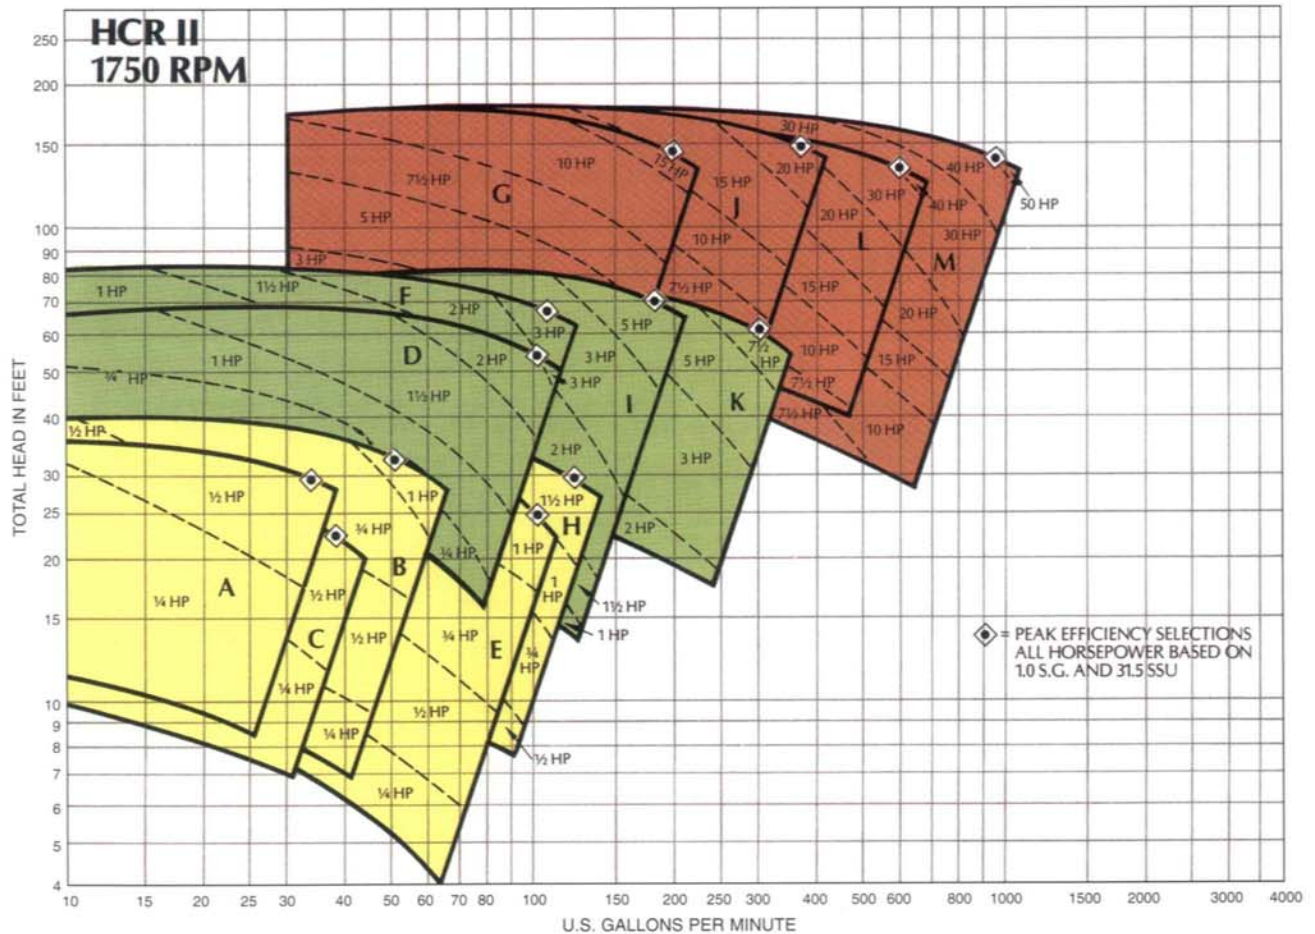 HCR II
1750 RPM
250
200
150
100
90
80
70
60
50
40
30
28
25
20
15
10
9
8
7
6
5
4
TOTAL HEAD IN FEET
30 HP
15 HP
20 HP
40 HP
50 HP
10 HP
15 HP
7½ HP
G
5 HP
3 HP
J
10 HP
7½ HP
30 HP
40 HP
20 HP
L
30 HP
M
15 HP
20 HP
10 HP
15 HP
7½ HP
7½ HP
10 HP
1 HP
1½ HP
F
2 HP
3 HP
5 HP
7½ HP
1 HP
D
2 HP
3 HP
3 HP
5 HP
¾ HP
1½ HP
I
K
2 HP
3 HP
2 HP
½ HP
½ HP
1 HP
¾ HP
1½ HP
H
¾ HP
B
1 HP
A
¼ HP
½ HP
1 HP
1½ HP
C
½ HP
¾ HP
E
¾ HP
1 HP
¼ HP
½ HP
¼ HP
½ HP
¼ HP
= PEAK EFFICIENCY SELECTIONS
ALL HORSEPOWER BASED ON
1.0 S.G. AND 31.5 SSU
10
15
20
30
40
50
60
70
80
100
150
200
300
400
500
600
800
1000
2000
3000
4000
U.S. GALLONS PER MINUTE